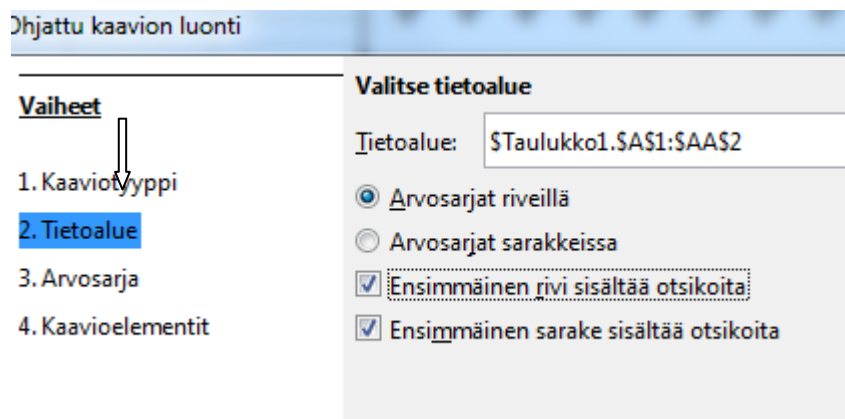 Ohjattu kaavion luonti
Vaiheet
1. Kaaviotyyppi
2. Tietoalue
3. Arvosarja
4. Kaavioelementit
Valitse tietoalue
Tietoalue: $Taulukko1.$A$1:$AA$2
Arvosarjat riveillä
Arvosarjat sarakkeissa
Ensimmäinen rivi sisältää otsikoita
Ensimmäinen sarake sisältää otsikoita